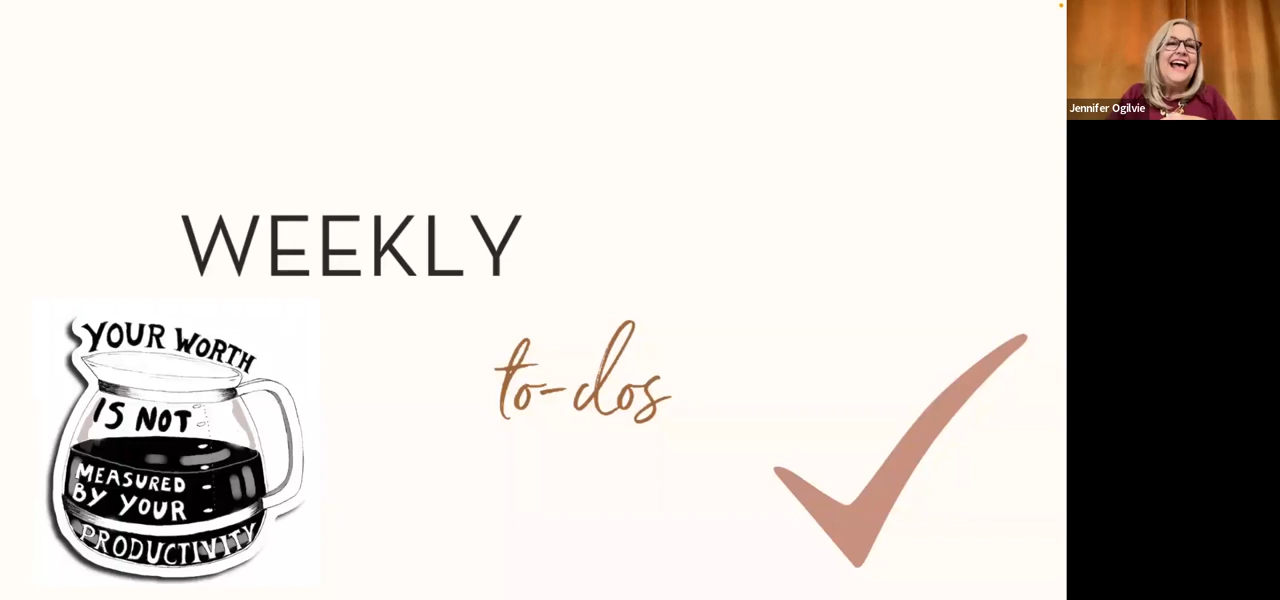 WEEKLY
to-dos
YOUR WORTH
IS NOT
MEASURED
BY YOUR
PRODUCTIVITY
Jennifer Ogilvie